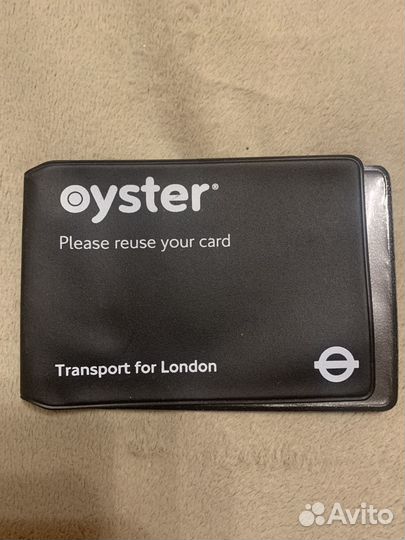 oyster®
Please reuse your card
Transport for London
Avito